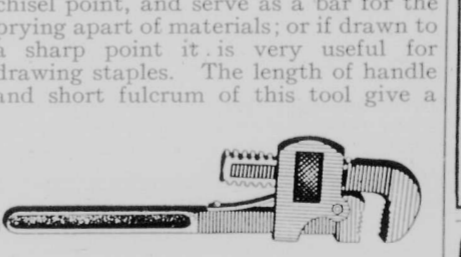 chisel point, and serve as a bar for the
prying apart of materials; or if drawn to
a sharp point it is very useful for
drawing staples. The length of handle
and short fulcrum of this tool give a